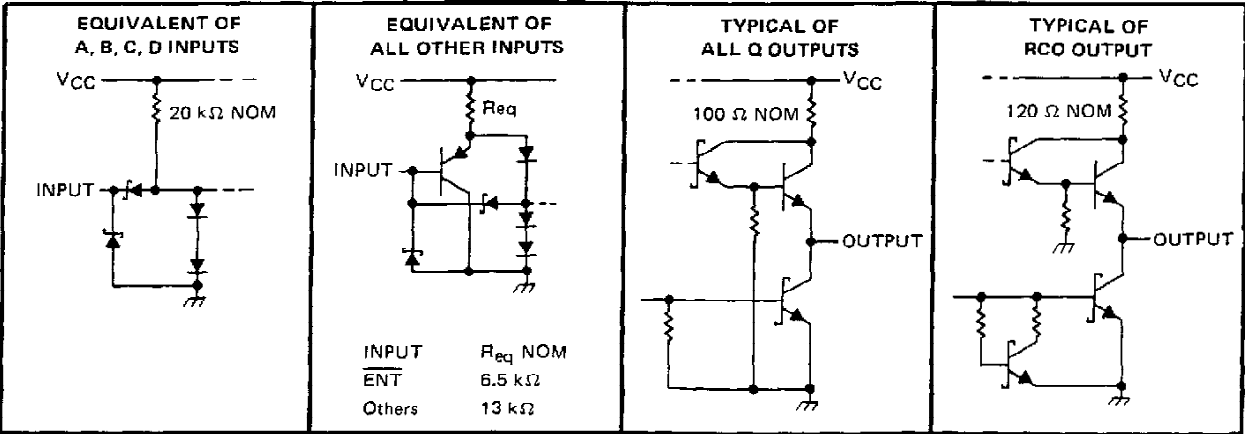 EQUIVALENT OF
A, B, C, D INPUTS
VCC
20 kΩ NOM
INPUT
EQUIVALENT OF
ALL OTHER INPUTS
VCC
Req
INPUT
INPUT Req NOM
E̅N̅T̅ 6.5 kΩ
Others 13 kΩ
TYPICAL OF
ALL Q OUTPUTS
VCC
100 Ω NOM
OUTPUT
TYPICAL OF
RCO OUTPUT
VCC
120 Ω NOM
OUTPUT